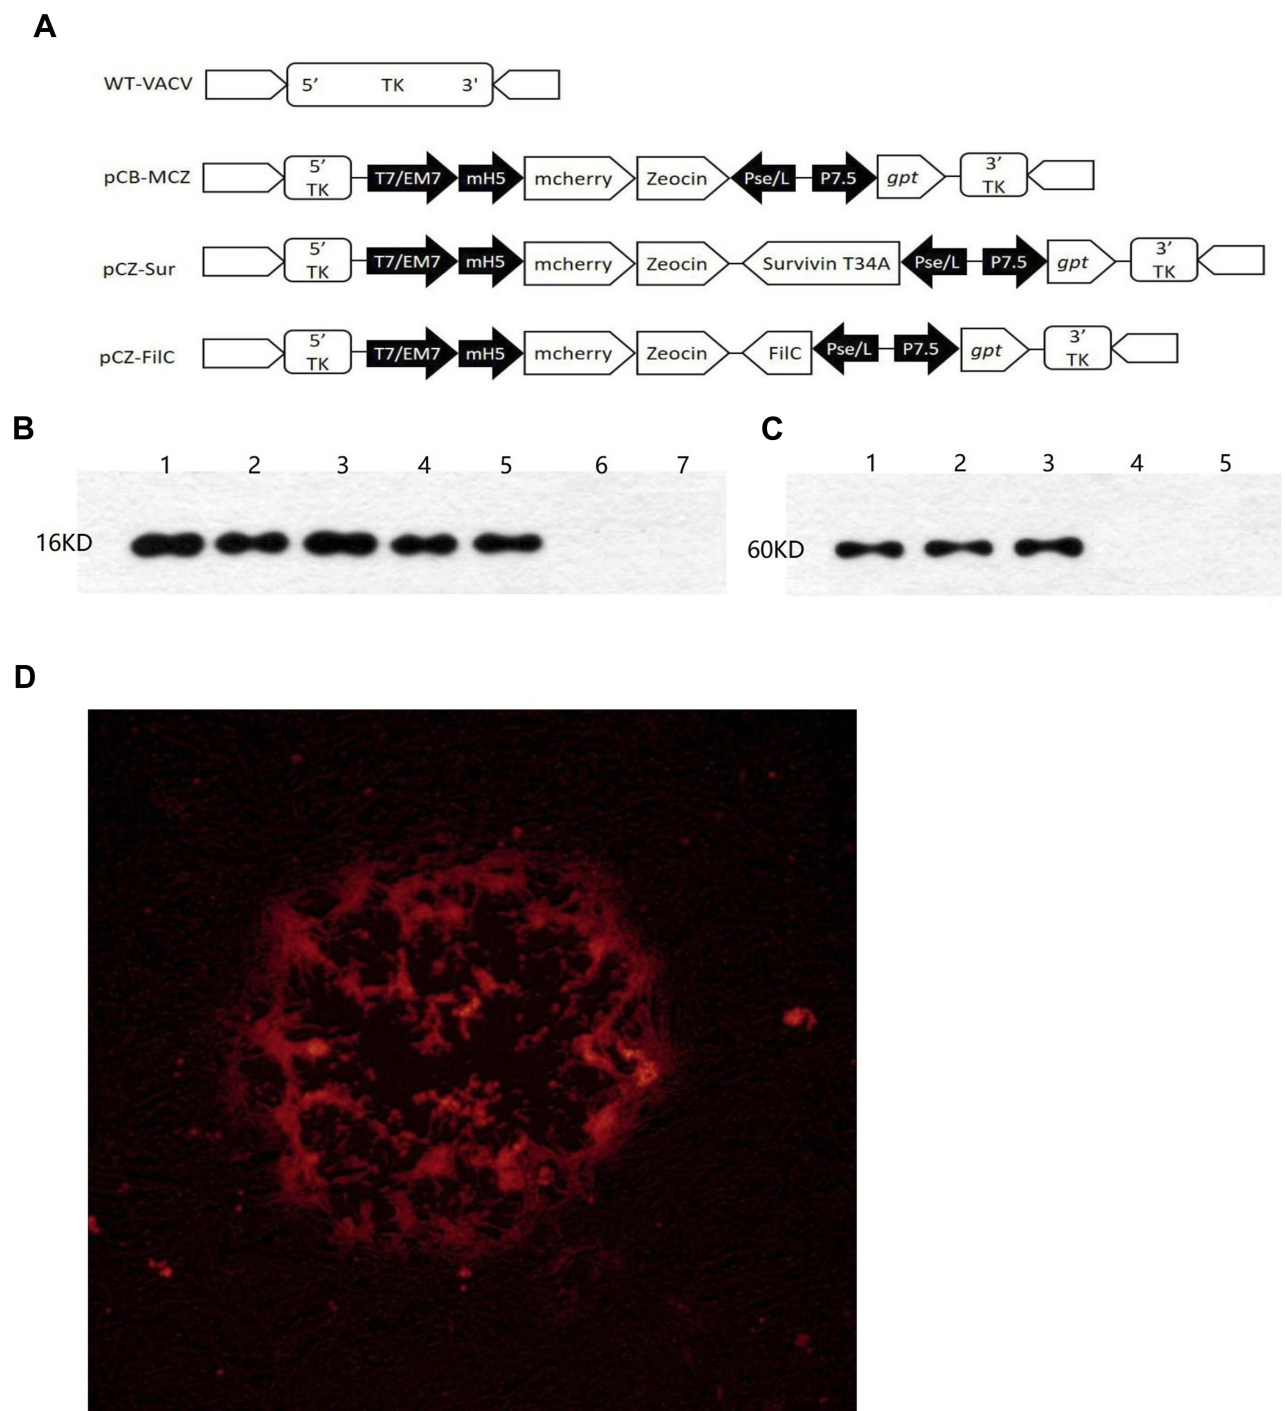 A
WT-VACV 5’ TK 3'
pCB-MCZ 5’ TK T7/EM7 mH5 mcherry Zeocin Pse/L P7.5 gpt 3’ TK
pCZ-Sur 5’ TK T7/EM7 mH5 mcherry Zeocin Survivin T34A Pse/L P7.5 gpt 3’ TK
pCZ-FilC 5’ TK T7/EM7 mH5 mcherry Zeocin FilC Pse/L P7.5 gpt 3’ TK
B
1 2 3 4 5 6 7
16KD
C
1 2 3 4 5
60KD
D